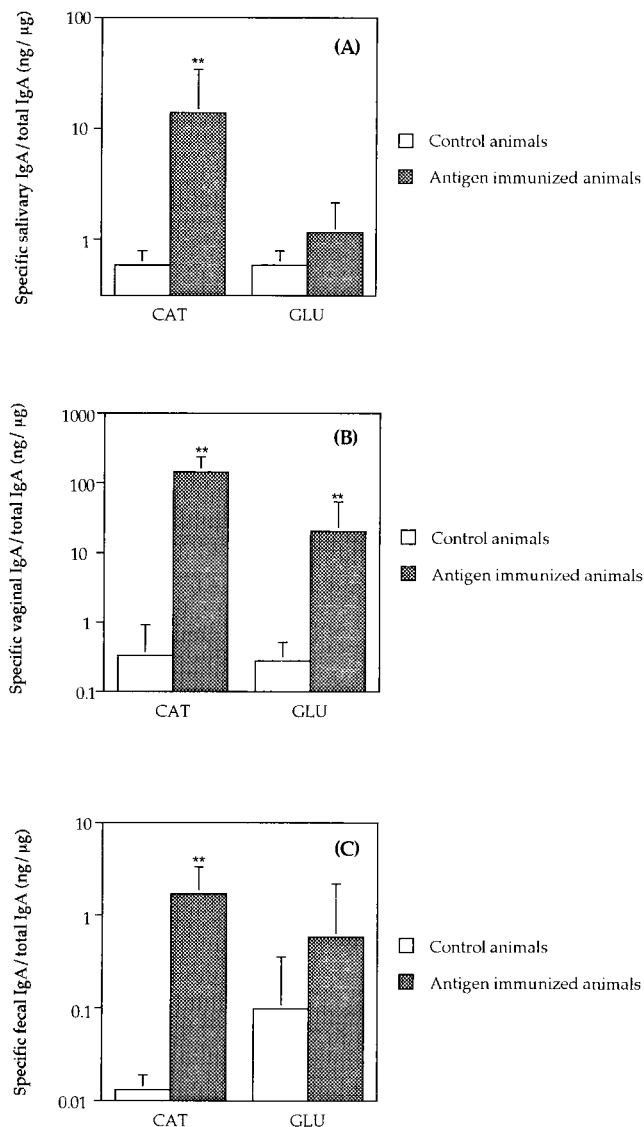 Specific salivary IgA/total IgA (ng/μg)
100
10
1
(A)
**
CAT
GLU
Control animals
Antigen immunized animals
Specific vaginal IgA/total IgA (ng/μg)
1000
100
10
1
0.1
(B)
**
**
CAT
GLU
Control animals
Antigen immunized animals
Specific fecal IgA/total IgA (ng/μg)
10
1
0.1
0.01
(C)
**
CAT
GLU
Control animals
Antigen immunized animals